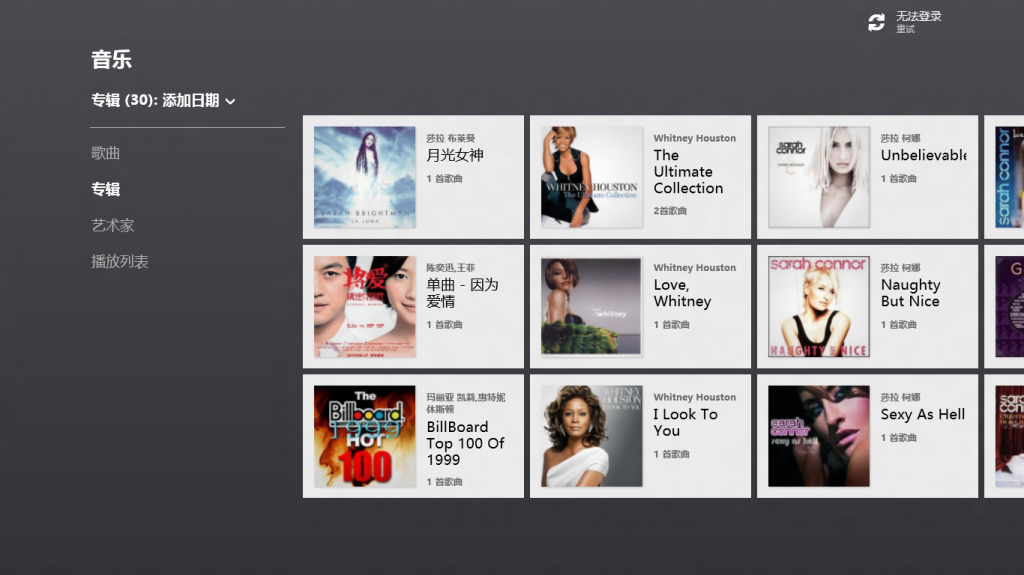 无法登录
重试
音乐
专辑 (30): 添加日期
歌曲
专辑
艺术家
播放列表
SARAH BRIGHTMAN
LA LUNA
莎拉 布莱曼
月光女神
1 首歌曲
WHITNEY HOUSTON
The Ultimate Collection
Whitney Houston
The
Ultimate
Collection
2首歌曲
sarah
connor
莎拉 柯娜
Unbelievable
1 首歌曲
sarah connor
将爱
陈奕迅,王菲
单曲 - 因为
爱情
1 首歌曲
whitney
Whitney Houston
Love,
Whitney
1 首歌曲
sarah connor
NAUGHTY NICE
莎拉 柯娜
Naughty
But Nice
1 首歌曲
G
The
Billboard
1999
HOT
100
玛丽亚 凯莉,惠特妮
休斯顿
BillBoard
Top 100 Of
1999
1 首歌曲
WHITNEY
HOUSTON
Whitney Houston
I Look To
You
1 首歌曲
sarah
connor
sexy as hell
莎拉 柯娜
Sexy As Hell
1 首歌曲